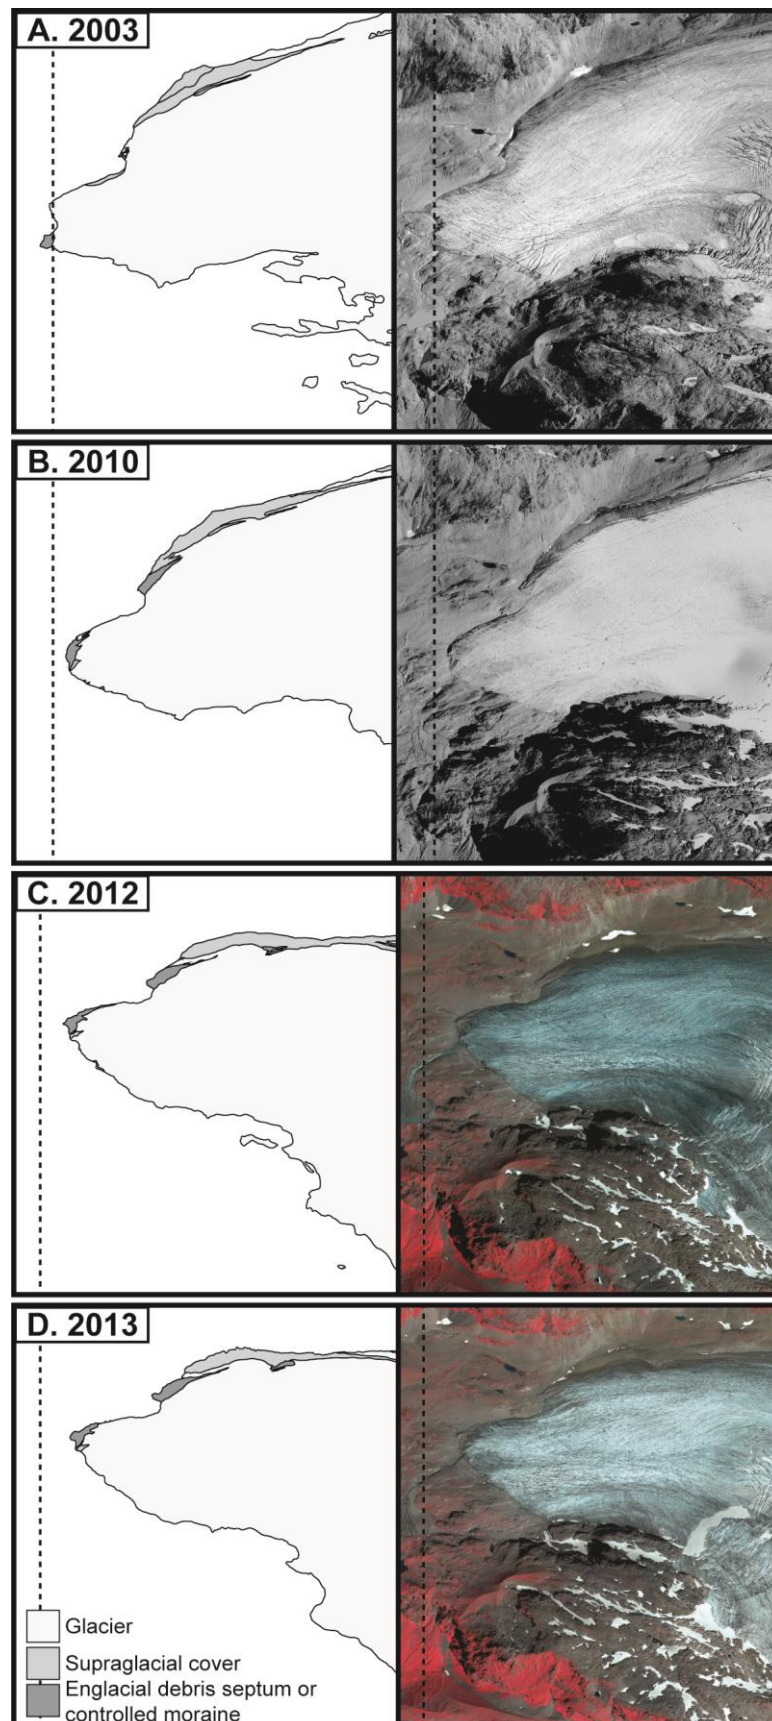 A. 2003
B. 2010
C. 2012
D. 2013
Glacier
Supraglacial cover
Englacial debris septum or
controlled moraine